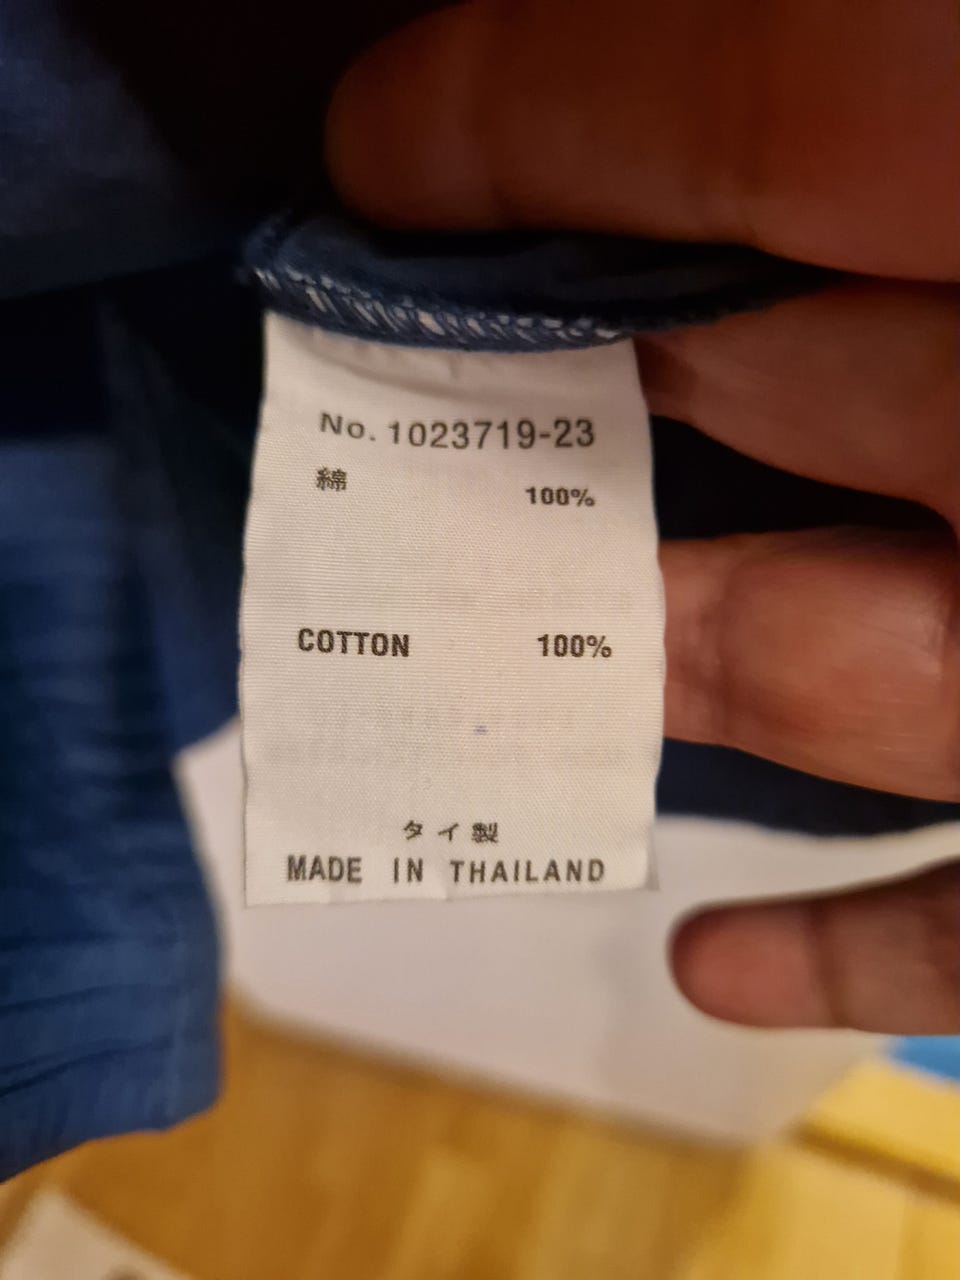 No. 1023719-23
綿 100%
COTTON 100%
タイ製
MADE IN THAILAND